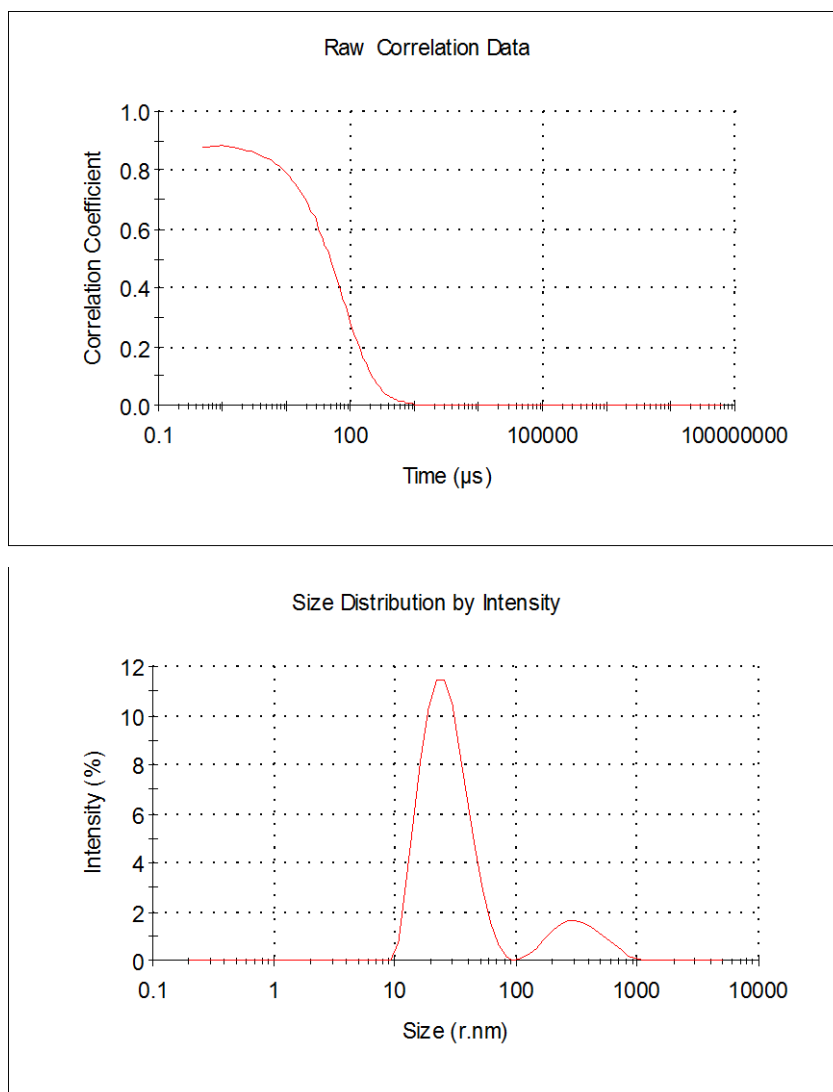 Raw Correlation Data
1.0
0.8
0.6
0.4
0.2
0.0
Correlation Coefficient
0.1 100 100000 100000000
Time (µs)
Size Distribution by Intensity
12
10
8
6
4
2
0
Intensity (%)
0.1 1 10 100 1000 10000
Size (r.nm)